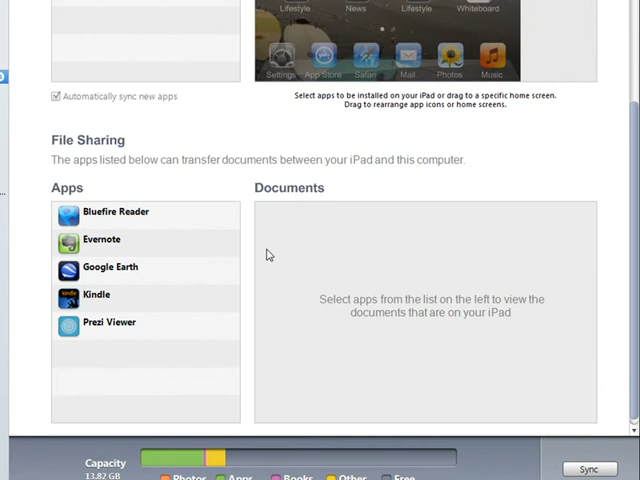 Lifestyle News Lifestyle Whiteboard
Settings App Store Safari Mail Photos Music
Automatically sync new apps
Select apps to be installed on your iPad or drag to a specific home screen.
Drag to rearrange app icons or home screens.
File Sharing
The apps listed below can transfer documents between your iPad and this computer.
Apps
Documents
Bluefire Reader
Evernote
Google Earth
kindle
Kindle
Prezi Viewer
Select apps from the list on the left to view the
documents that are on your iPad
Capacity
13.82 GB
Photos Apps Books Other Free
Sync